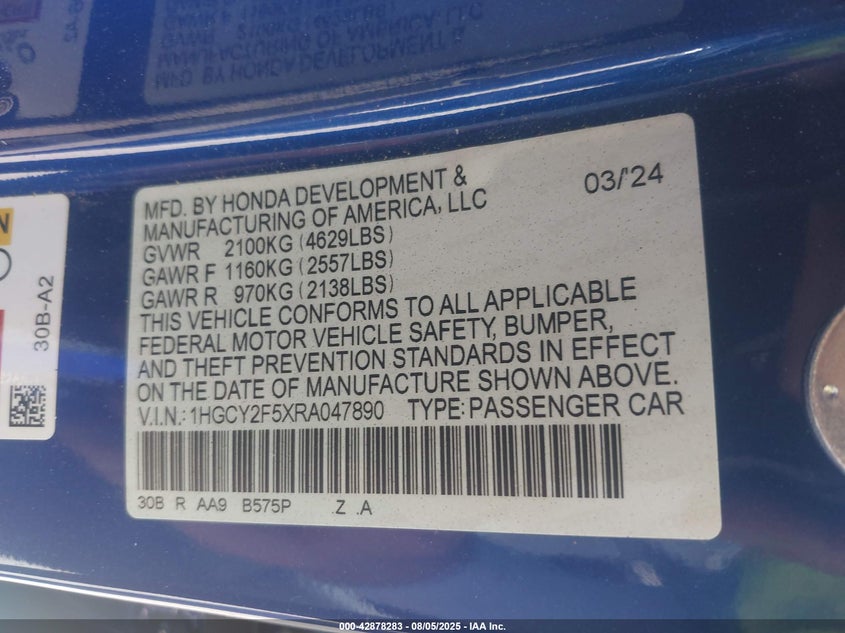 MFD. BY HONDA DEVELOPMENT &
MANUFACTURING OF AMERICA, LLC
03/'24
GVWR 2100KG (4629LBS)
GAWR F 1160KG (2557LBS)
GAWR R 970KG (2138LBS)
THIS VEHICLE CONFORMS TO ALL APPLICABLE
FEDERAL MOTOR VEHICLE SAFETY, BUMPER,
AND THEFT PREVENTION STANDARDS IN EFFECT
ON THE DATE OF MANUFACTURE SHOWN ABOVE.
V.I.N.: 1HGCY2F5XRA047890 TYPE: PASSENGER CAR
30B R AA9 B575P .Z .A
30B-A2
000-42878283 - 08/05/2025 - IAA Inc.